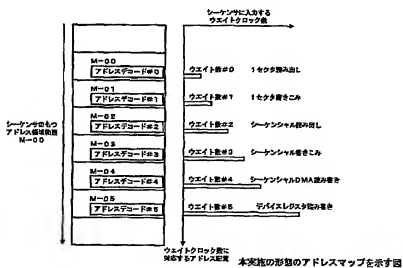 シーケンサに入力する
ウエイトクロック数
M-00
アドレスデコード#0
ウエイト数#0 1セクタ読み出し
M-01
アドレスデコード#1
ウエイト数#1 1セクタ書きこみ
M-02
アドレスデコード#2
ウエイト数#2 シーケンシャル読み出し
シーケンサのもつ
アドレス領域範囲
M-00
M-03
アドレスデコード#3
ウエイト数#3 シーケンシャル書きこみ
M-04
アドレスデコード#4
ウエイト数#4 シーケンシャルDMA読み書き
M-05
アドレスデコード#5
ウエイト数#5 デバイスレジスタ読み書き
ウエイトクロック数に
対応するアドレス配置
本実施の形態のアドレスマップを示す図